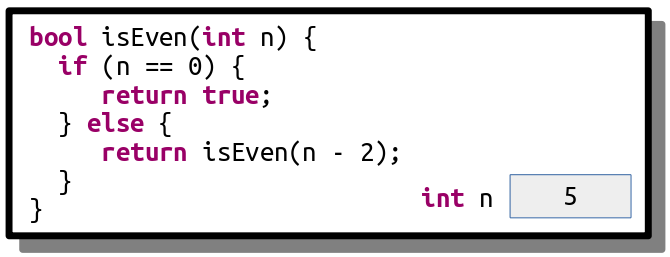 bool isEven(int n) {
  if (n == 0) {
     return true;
  } else {
     return isEven(n - 2);
  }
}
int n 5